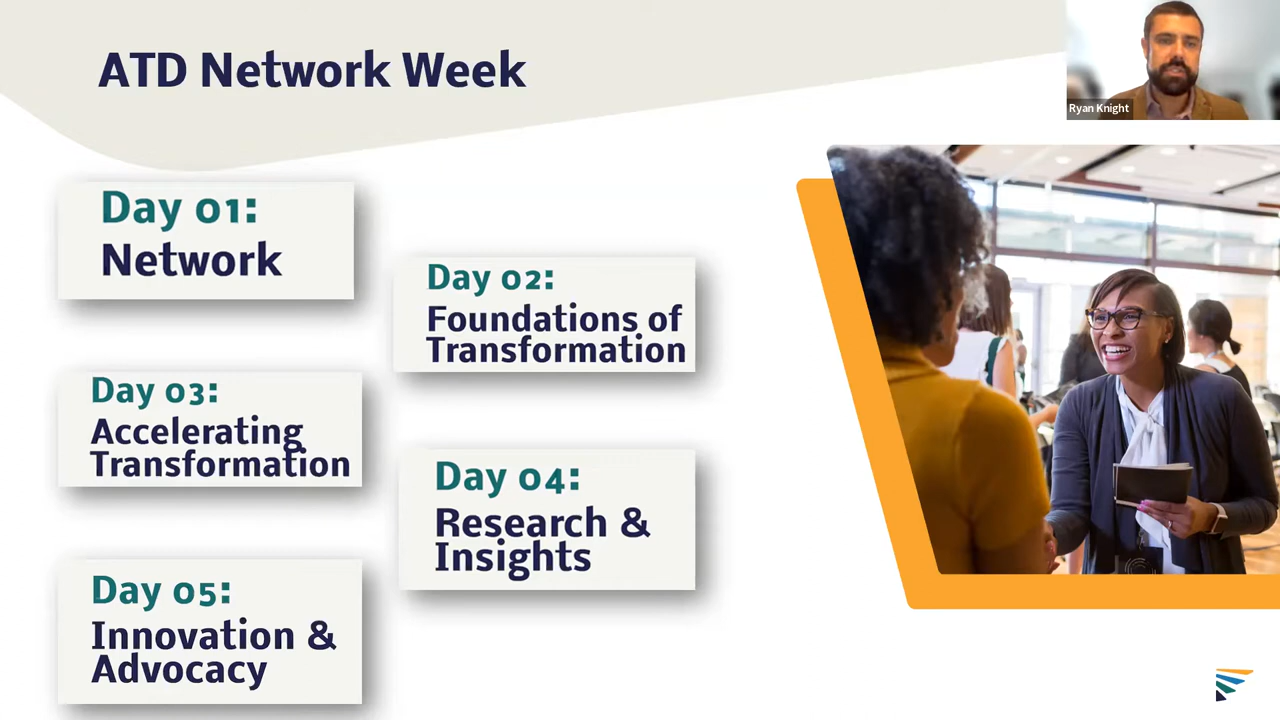 ATD Network Week
Ryan Knight
Day 01:
Network
Day 02:
Foundations of
Transformation
Day 03:
Accelerating
Transformation
Day 04:
Research &
Insights
Day 05:
Innovation &
Advocacy